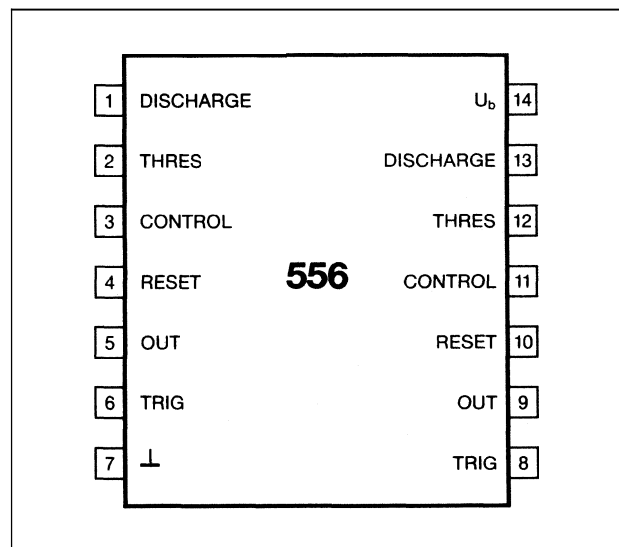 1 DISCHARGE U_b 14
2 THRES DISCHARGE 13
3 CONTROL THRES 12
556
4 RESET CONTROL 11
5 OUT RESET 10
6 TRIG OUT 9
7 ⊥ TRIG 8